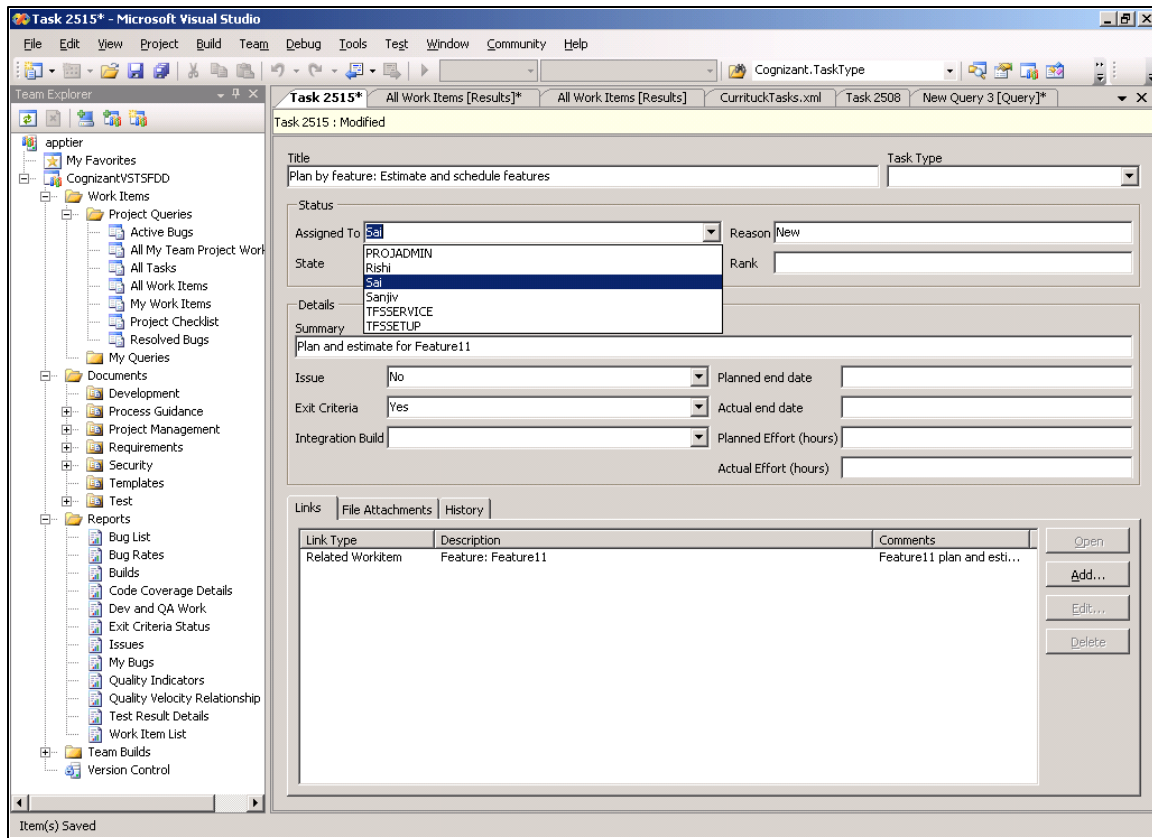 Task 2515* - Microsoft Visual Studio
File Edit View Project Build Team Debug Tools Test Window Community Help
Cognizant.TaskType
Team Explorer
Task 2515* All Work Items [Results]* All Work Items [Results] CurrituckTasks.xml Task 2508 New Query 3 [Query]*
Task 2515 : Modified
apptier
My Favorites
CognizantVSTSFDD
Work Items
Project Queries
Active Bugs
All My Team Project Work
All Tasks
All Work Items
My Work Items
Project Checklist
Resolved Bugs
My Queries
Documents
Development
Process Guidance
Project Management
Requirements
Security
Templates
Test
Reports
Bug List
Bug Rates
Builds
Code Coverage Details
Dev and QA Work
Exit Criteria Status
Issues
My Bugs
Quality Indicators
Quality Velocity Relationship
Test Result Details
Work Item List
Team Builds
Version Control
Title Task Type
Plan by feature: Estimate and schedule features
Status
Assigned To Sai Reason New
PROJADMIN
State Rank
Rishi
Sai
Sanjiv
TFSSERVICE
TFSSETUP
Details
Summary
Plan and estimate for Feature11
Issue No Planned end date
Exit Criteria Yes Actual end date
Integration Build Planned Effort (hours)
Actual Effort (hours)
Links File Attachments History
Link Type Description Comments
Related Workitem Feature: Feature11 Feature11 plan and esti...
Open
Add...
Edit...
Delete
Item(s) Saved